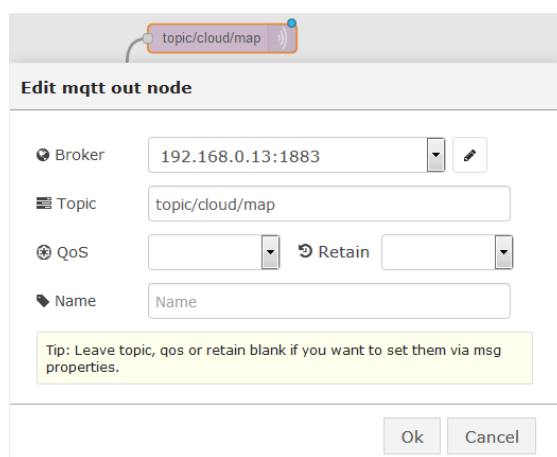 topic/cloud/map
Edit mqtt out node
Broker 192.168.0.13:1883
Topic topic/cloud/map
QoS Retain
Name Name
Tip: Leave topic, qos or retain blank if you want to set them via msg
properties.
Ok Cancel